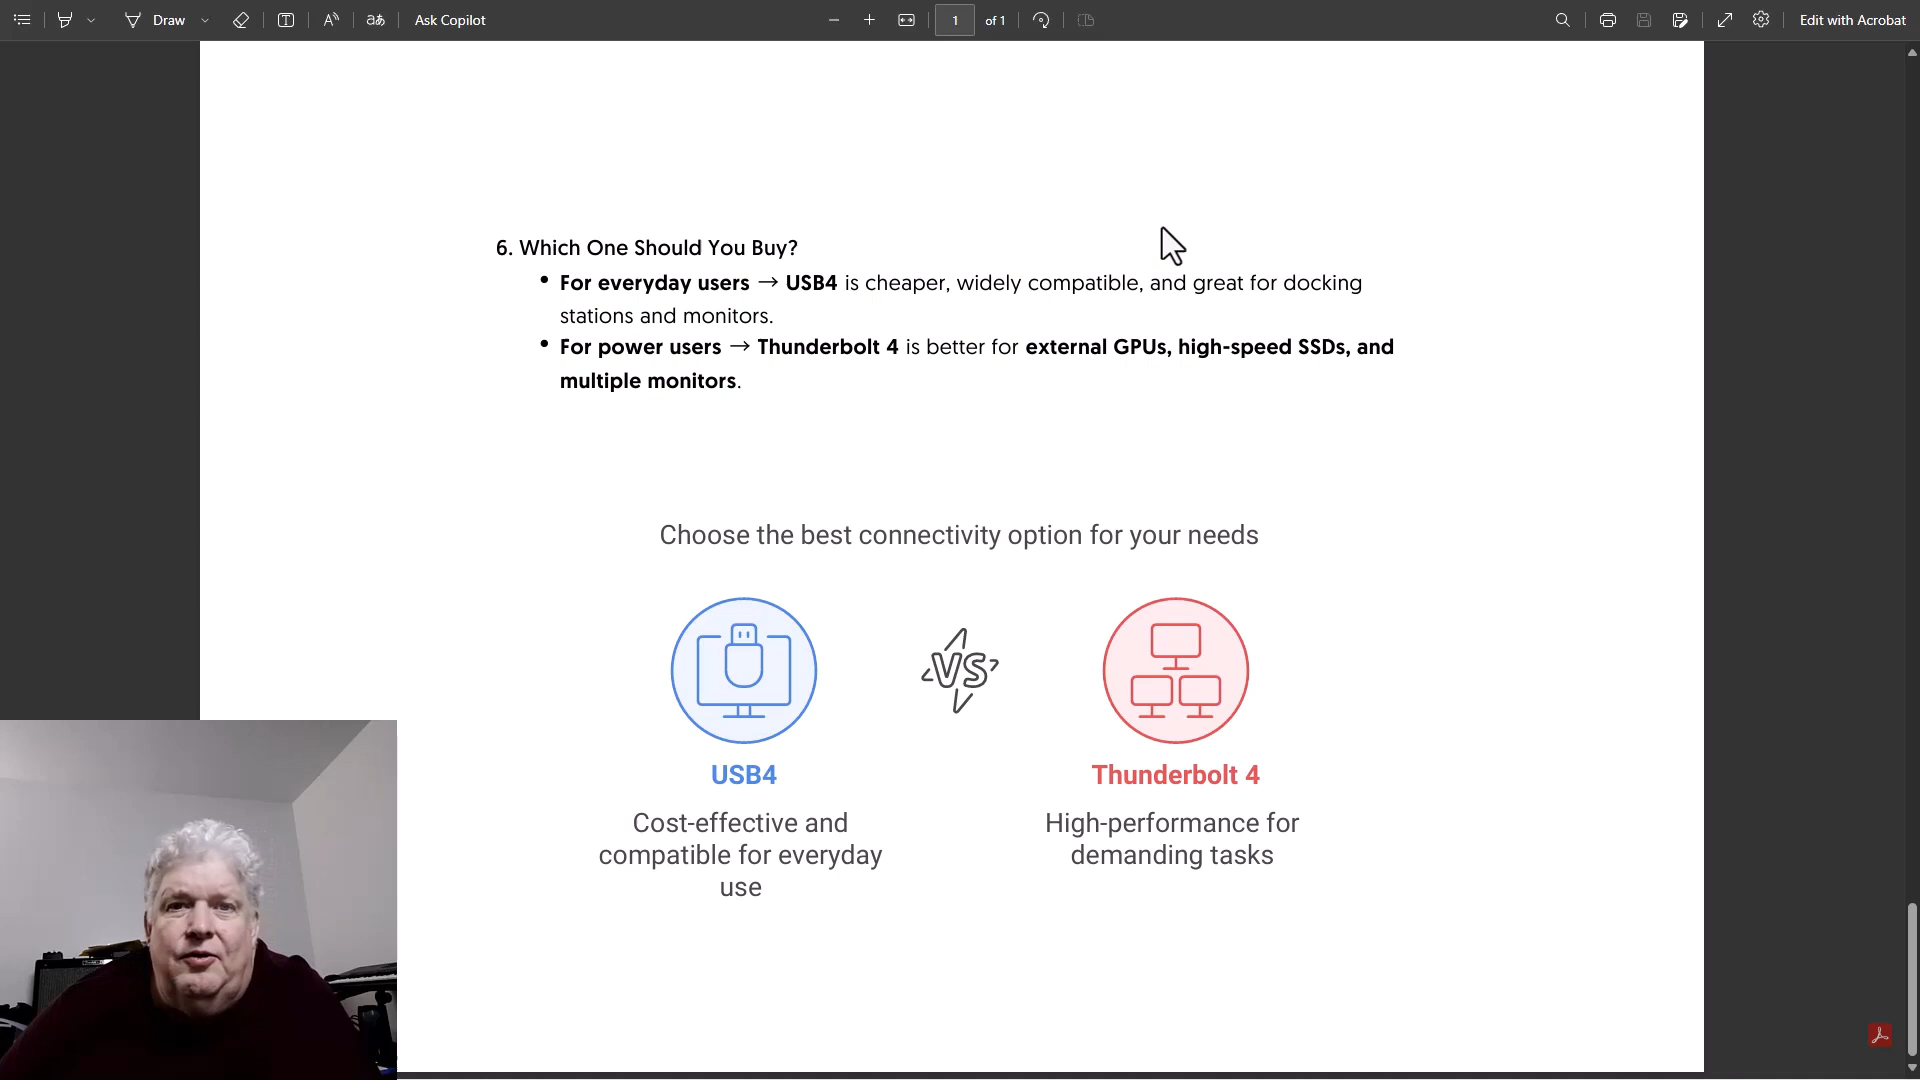 Draw
Ask Copilot
1
of 1
Edit with Acrobat
6. Which One Should You Buy?
• For everyday users → USB4 is cheaper, widely compatible, and great for docking
stations and monitors.
• For power users → Thunderbolt 4 is better for external GPUs, high-speed SSDs, and
multiple monitors.
Choose the best connectivity option for your needs
VS
USB4
Cost-effective and
compatible for everyday
use
Thunderbolt 4
High-performance for
demanding tasks